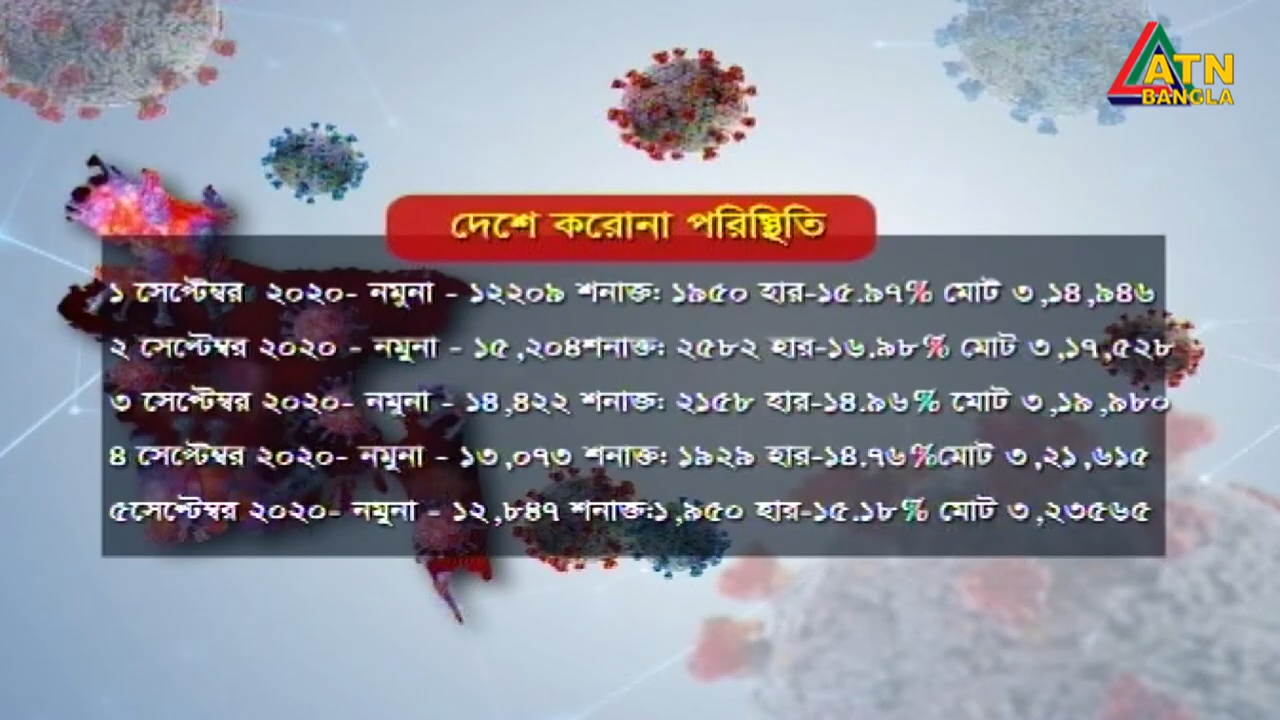 ATN
BANGLA
দেশে করোনা পরিস্থিতি
১ সেপ্টেম্বর ২০২০- নমুনা - ১২২০৯ শনাক্ত: ১৯৫০ হার-১৫.৯৭% মোট ৩,১৪,৯৪৬
২ সেপ্টেম্বর ২০২০ - নমুনা - ১৫,২০৪শনাক্ত: ২৫৮২ হার-১৬.৯৮% মোট ৩,১৭,৫২৮
৩ সেপ্টেম্বর ২০২০- নমুনা - ১৪,৪২২ শনাক্ত: ২১৫৮ হার-১৪.৯৬% মোট ৩,১৯,৯৮০
৪ সেপ্টেম্বর ২০২০- নমুনা - ১৩,০৭৩ শনাক্ত: ১৯২৯ হার-১৪.৭৬%মোট ৩,২১,৬১৫
৫সেপ্টেম্বর ২০২০- নমুনা - ১২,৮৪৭ শনাক্ত:১,৯৫০ হার-১৫.১৮% মোট ৩,২৩৫৬৫